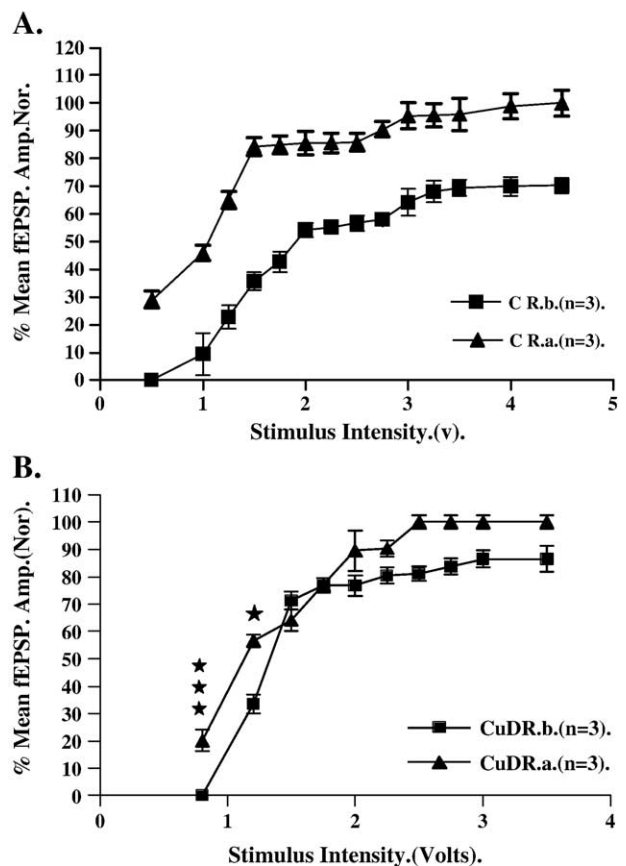 A.
% Mean fEPSP. Amp.Nor.
120
110
100
90
80
70
60
50
40
30
20
10
0
C R.b.(n=3).
C R.a.(n=3).
0 1 2 3 4 5
Stimulus Intensity.(v).
B.
% Mean fEPSP. Amp.(Nor).
110
100
90
80
70
60
50
40
30
20
10
0
CuDR.b.(n=3).
CuDR.a.(n=3).
0 1 2 3 4
Stimulus Intensity.(Volts).